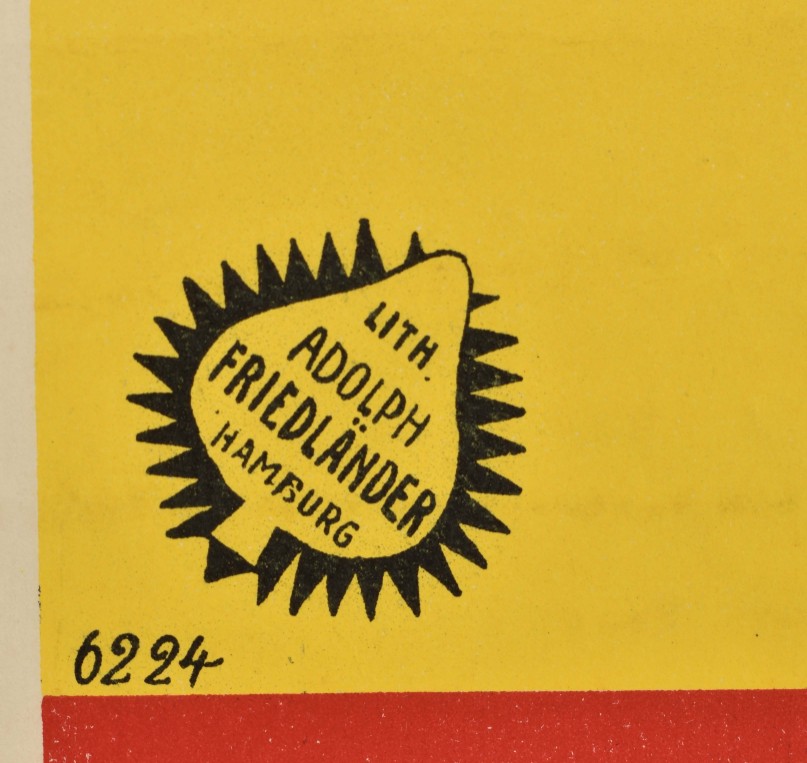 LITH.
ADOLPH
FRIEDLÄNDER
HAMBURG
6224